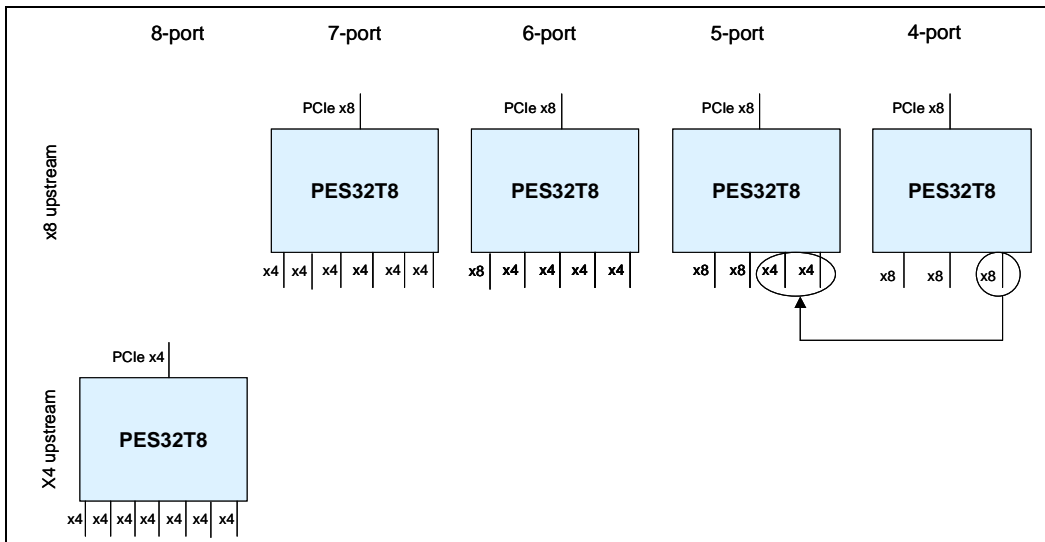 8-port 7-port 6-port 5-port 4-port
x8 upstream
PCIe x8 PCIe x8 PCIe x8 PCIe x8
PES32T8 PES32T8 PES32T8 PES32T8
x4 x4 x4 x4 x4 x4 x8 x4 x4 x4 x4 x8 x8 x4 x4 x8 x8 x8
X4 upstream
PCIe x4
PES32T8
x4 x4 x4 x4 x4 x4 x4